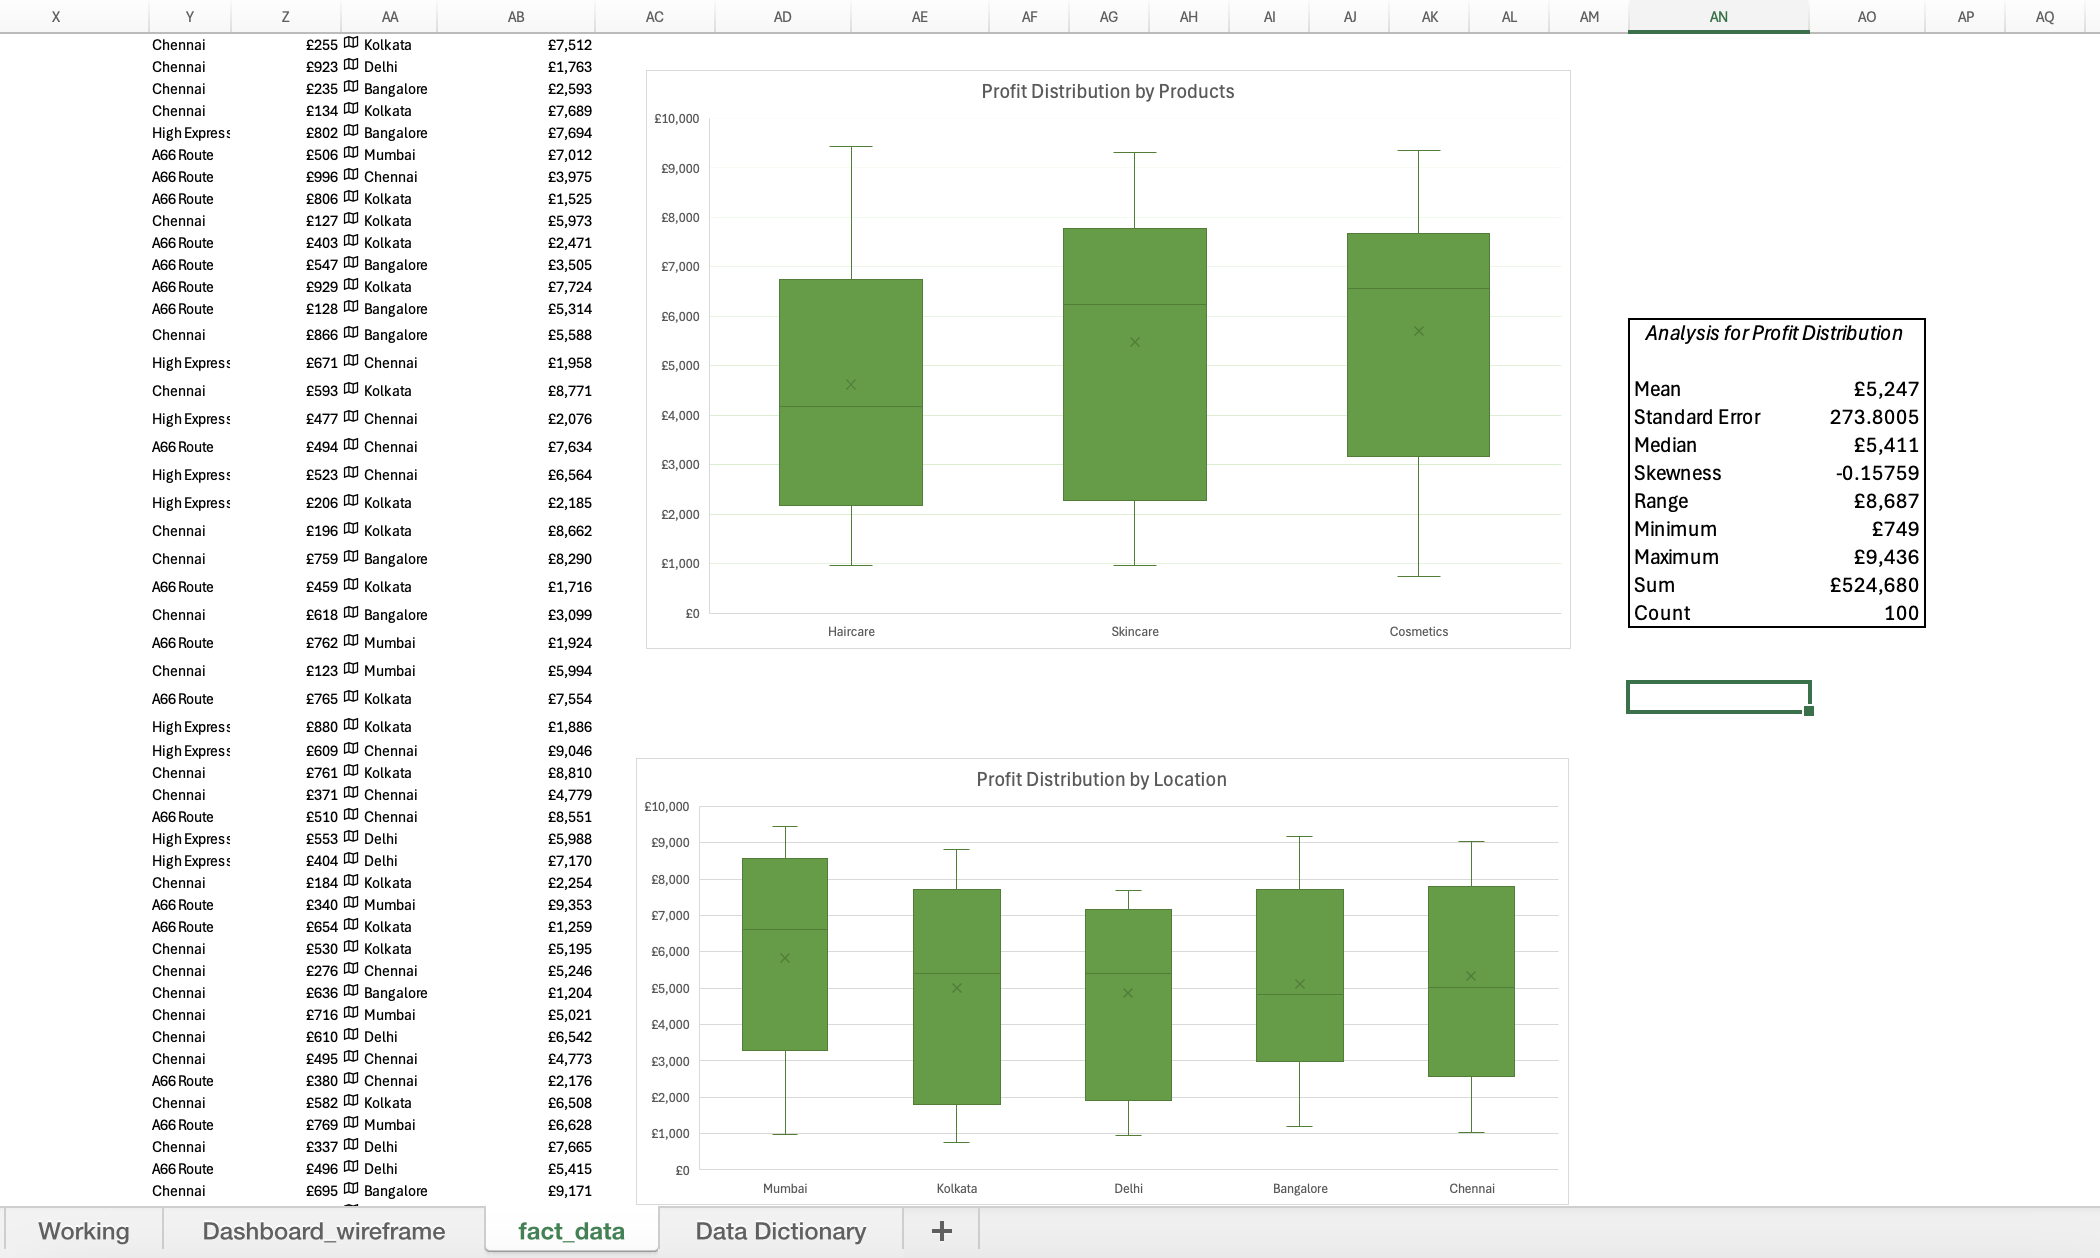 X Y Z AA AB AC AD AE AF AG AH AI AJ AK AL AM AN AO AP AQ
Chennai £255 Kolkata £7,512
Chennai £923 Delhi £1,763
Chennai £235 Bangalore £2,593
Chennai £134 Kolkata £7,689
High Express £802 Bangalore £7,694
A66 Route £506 Mumbai £7,012
A66 Route £996 Chennai £3,975
A66 Route £806 Kolkata £1,525
Chennai £127 Kolkata £5,973
A66 Route £403 Kolkata £2,471
A66 Route £547 Bangalore £3,505
A66 Route £929 Kolkata £7,724
A66 Route £128 Bangalore £5,314
Chennai £866 Bangalore £5,588
High Express £671 Chennai £1,958
Chennai £593 Kolkata £8,771
High Express £477 Chennai £2,076
A66 Route £494 Chennai £7,634
High Express £523 Chennai £6,564
High Express £206 Kolkata £2,185
Chennai £196 Kolkata £8,662
Chennai £759 Bangalore £8,290
A66 Route £459 Kolkata £1,716
Chennai £618 Bangalore £3,099
A66 Route £762 Mumbai £1,924
Chennai £123 Mumbai £5,994
A66 Route £765 Kolkata £7,554
High Express £880 Kolkata £1,886
High Express £609 Chennai £9,046
Chennai £761 Kolkata £8,810
Chennai £371 Chennai £4,779
A66 Route £510 Chennai £8,551
High Express £553 Delhi £5,988
High Express £404 Delhi £7,170
Chennai £184 Kolkata £2,254
A66 Route £340 Mumbai £9,353
A66 Route £654 Kolkata £1,259
Chennai £530 Kolkata £5,195
Chennai £276 Chennai £5,246
Chennai £636 Bangalore £1,204
Chennai £716 Mumbai £5,021
Chennai £610 Delhi £6,542
Chennai £495 Chennai £4,773
A66 Route £380 Chennai £2,176
Chennai £582 Kolkata £6,508
A66 Route £769 Mumbai £6,628
Chennai £337 Delhi £7,665
A66 Route £496 Delhi £5,415
Chennai £695 Bangalore £9,171
Profit Distribution by Products
£10,000
£9,000
£8,000
£7,000
£6,000
£5,000
£4,000
£3,000
£2,000
£1,000
£0
Haircare Skincare Cosmetics
Analysis for Profit Distribution
Mean £5,247
Standard Error 273.8005
Median £5,411
Skewness -0.15759
Range £8,687
Minimum £749
Maximum £9,436
Sum £524,680
Count 100
Profit Distribution by Location
£10,000
£9,000
£8,000
£7,000
£6,000
£5,000
£4,000
£3,000
£2,000
£1,000
£0
Mumbai Kolkata Delhi Bangalore Chennai
Working Dashboard_wireframe fact_data Data Dictionary +